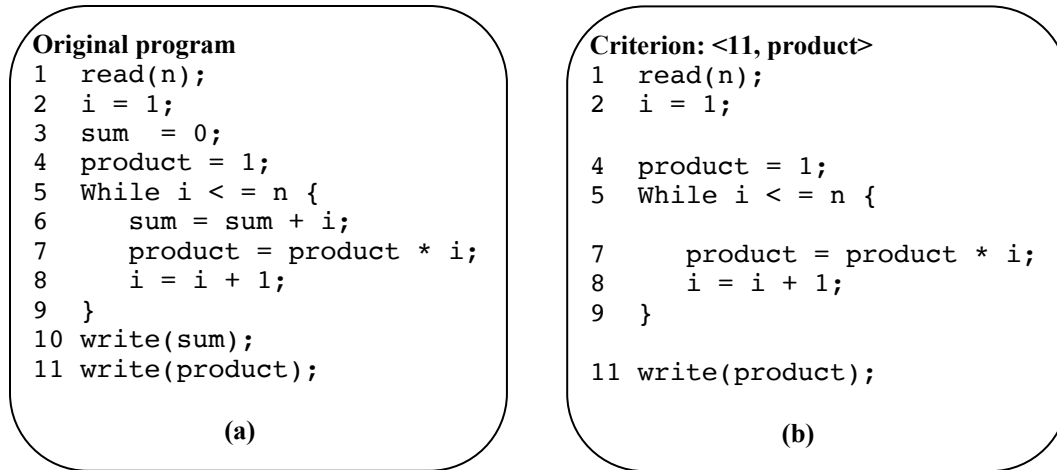 Original program
1  read(n);
2  i = 1;
3  sum  = 0;
4  product = 1;
5  While i < = n {
6     sum = sum + i;
7     product = product * i;
8     i = i + 1;
9  }
10 write(sum);
11 write(product);
(a)
Criterion: <11, product>
1  read(n);
2  i = 1;
4  product = 1;
5  While i < = n {
7     product = product * i;
8     i = i + 1;
9  }
11 write(product);
(b)